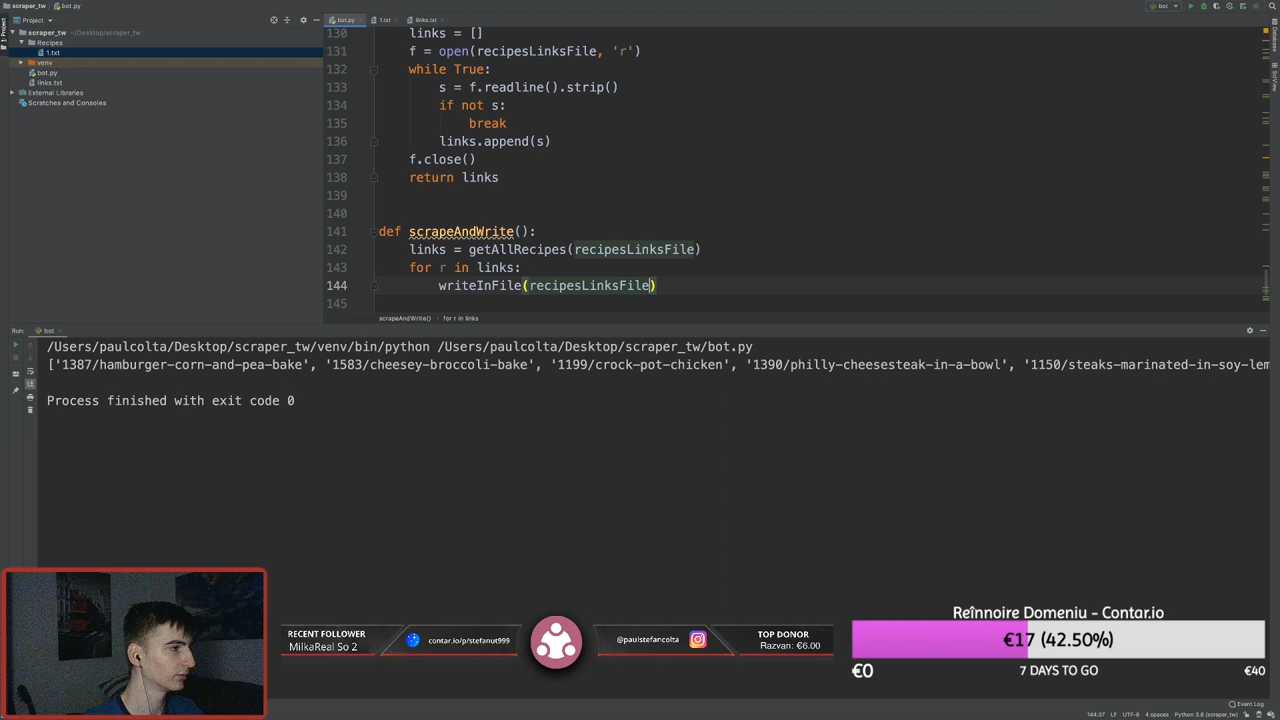 scraper_tw
bot.py
bot
Project
bot.py
1.txt
links.txt
scraper_tw ~/Desktop/scraper_tw
Recipes
1.txt
venv
bot.py
links.txt
External Libraries
Scratches and Consoles
Project
Database
SciView
130 links = []
131 f = open(recipesLinksFile, 'r')
132 while True:
133 s = f.readline().strip()
134 if not s:
135 break
136 links.append(s)
137 f.close()
138 return links
139
140
141 def scrapeAndWrite():
142 links = getAllRecipes(recipesLinksFile)
143 for r in links:
144 writeInFile(recipesLinksFile)
145
scrapeAndWrite() for r in links
Run: bot
/Users/paulcolta/Desktop/scraper_tw/venv/bin/python /Users/paulcolta/Desktop/scraper_tw/bot.py
['1387/hamburger-corn-and-pea-bake', '1583/cheesey-broccoli-bake', '1199/crock-pot-chicken', '1390/philly-cheesesteak-in-a-bowl', '1150/steaks-marinated-in-soy-lem
Process finished with exit code 0
RECENT FOLLOWER
MilkaReal So 2
contar.io/p/stefanut999
@paulstefancolta
TOP DONOR
Razvan: €6.00
Reînnoire Domeniu - Contar.io
€17 (42.50%)
€0
7 DAYS TO GO
€40
Event Log
144:37 LF UTF-8 4 spaces Python 3.8 (scraper_tw)